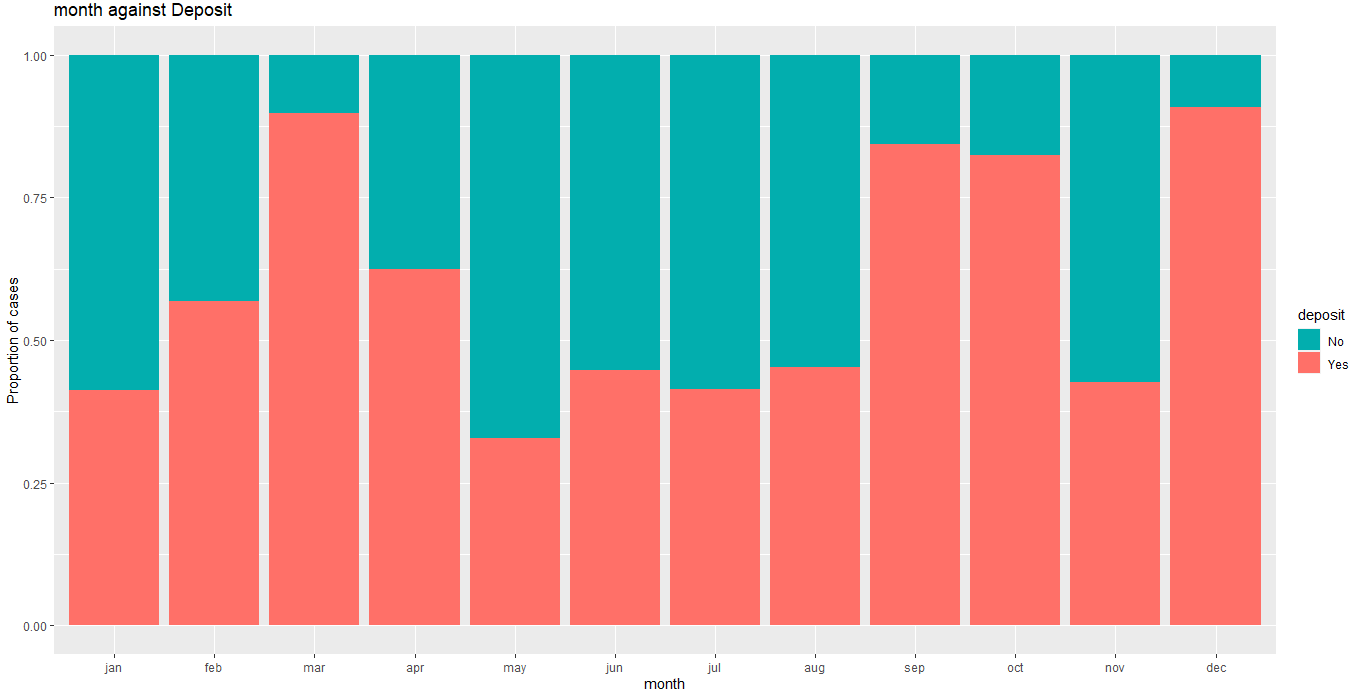 month against Deposit
Proportion of cases
1.00
0.75
0.50
0.25
0.00
jan feb mar apr may jun jul aug sep oct nov dec
month
deposit
No
Yes